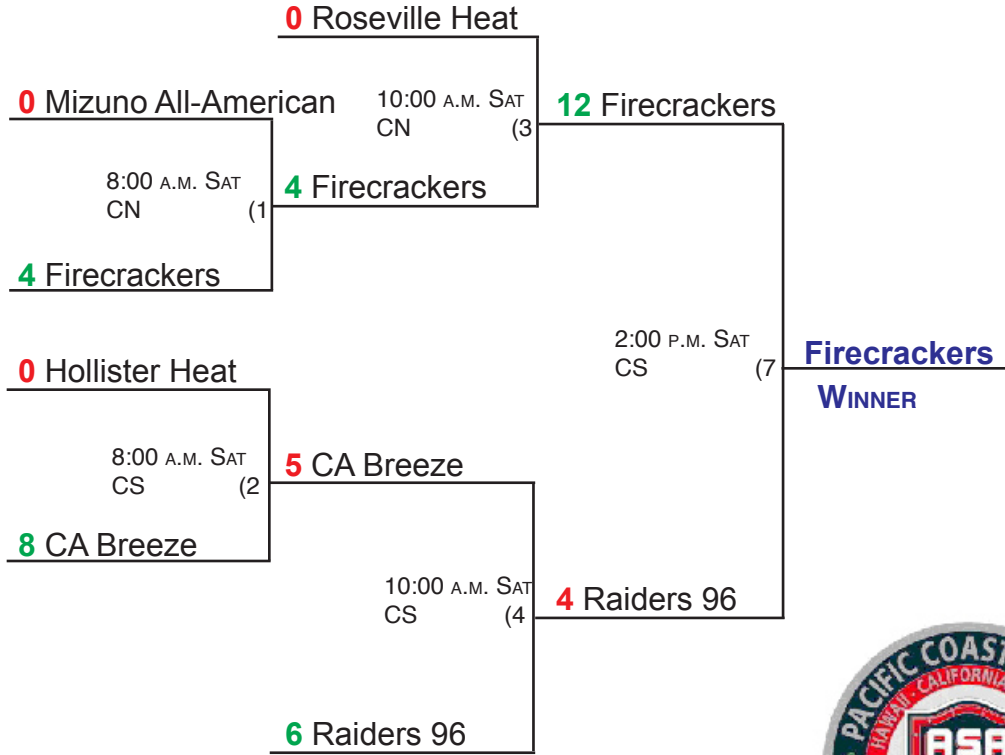 0 Roseville Heat
0 Mizuno All-American
10:00 A.M. SAT
CN (3
12 Firecrackers
8:00 A.M. SAT
CN (1
4 Firecrackers
4 Firecrackers
2:00 P.M. SAT
CS (7
Firecrackers
WINNER
0 Hollister Heat
8:00 A.M. SAT
CS (2
5 CA Breeze
8 CA Breeze
10:00 A.M. SAT
CS (4
4 Raiders 96
6 Raiders 96
PACIFIC COAST
HAWAII - CALIFORNIA